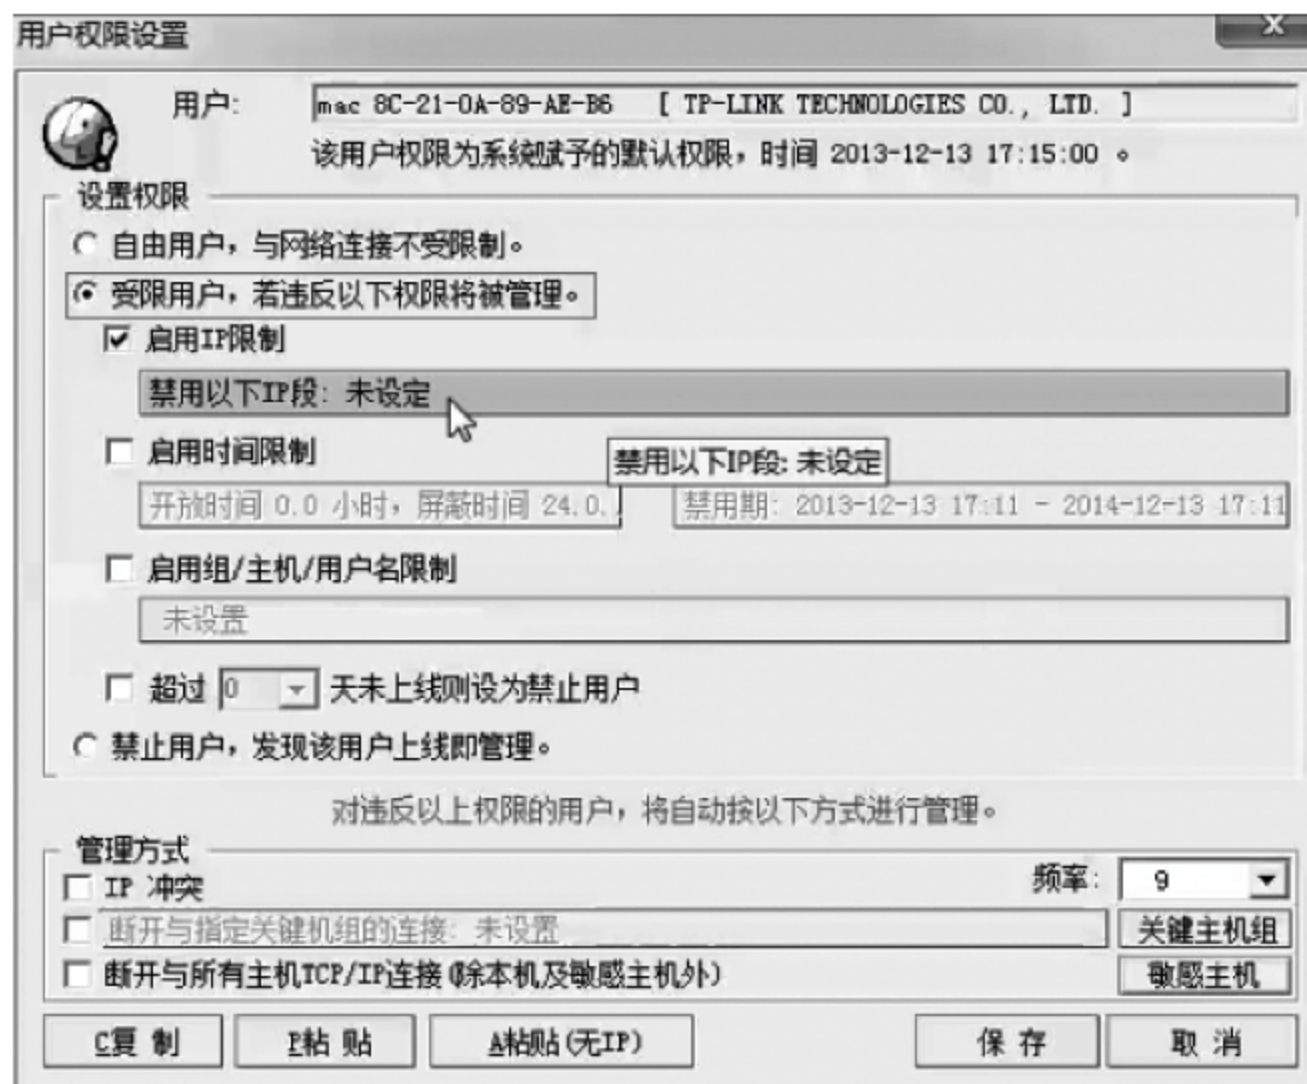 用户权限设置
用户: mac 8C-21-0A-89-AE-B6 [ TP-LINK TECHNOLOGIES CO., LTD. ]
该用户权限为系统赋予的默认权限，时间 2013-12-13 17:15:00 。
设置权限
自由用户，与网络连接不受限制。
受限用户，若违反以下权限将被管理。
启用IP限制
禁用以下IP段: 未设定
启用时间限制
禁用以下IP段: 未设定
开放时间 0.0 小时，屏蔽时间 24.0. 禁用期: 2013-12-13 17:11 - 2014-12-13 17:11
启用组/主机/用户名限制
未设置
超过 0 天未上线则设为禁止用户
禁止用户，发现该用户上线即管理。
对违反以上权限的用户，将自动按以下方式进行管理。
管理方式
IP 冲突 频率: 9
断开与指定关键机组的连接: 未设置 关键主机组
断开与所有主机TCP/IP连接(除本机及敏感主机外) 敏感主机
C复 制 P粘 贴 A粘贴(无IP) 保 存 取 消